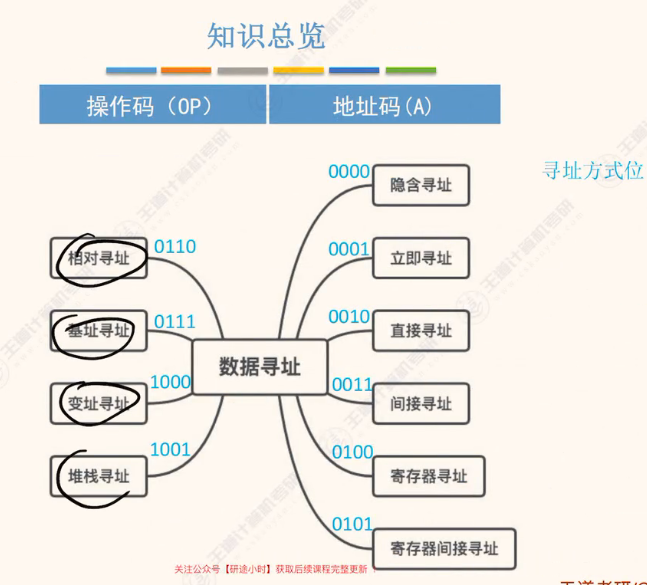 知识总览
操作码（OP） 地址码(A)
寻址方式位
0000 隐含寻址
0001 立即寻址
0010 直接寻址
0011 间接寻址
0100 寄存器寻址
0101 寄存器间接寻址
数据寻址
相对寻址 0110
基址寻址 0111
变址寻址 1000
堆栈寻址 1001
关注公众号【研途小时】获取后续课程完整更新！
王道计算机考研